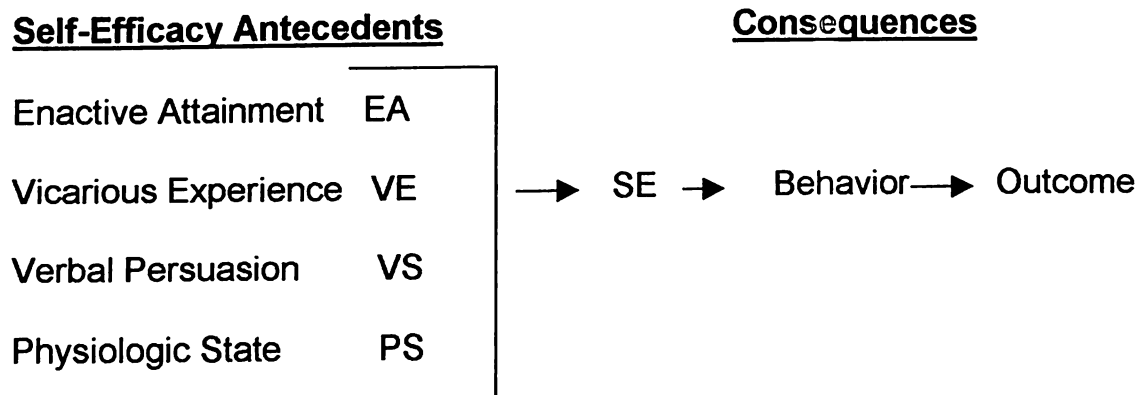 Self-Efficacy Antecedents Consequences
Enactive Attainment EA
Vicarious Experience VE SE Behavior Outcome
Verbal Persuasion VS
Physiologic State PS